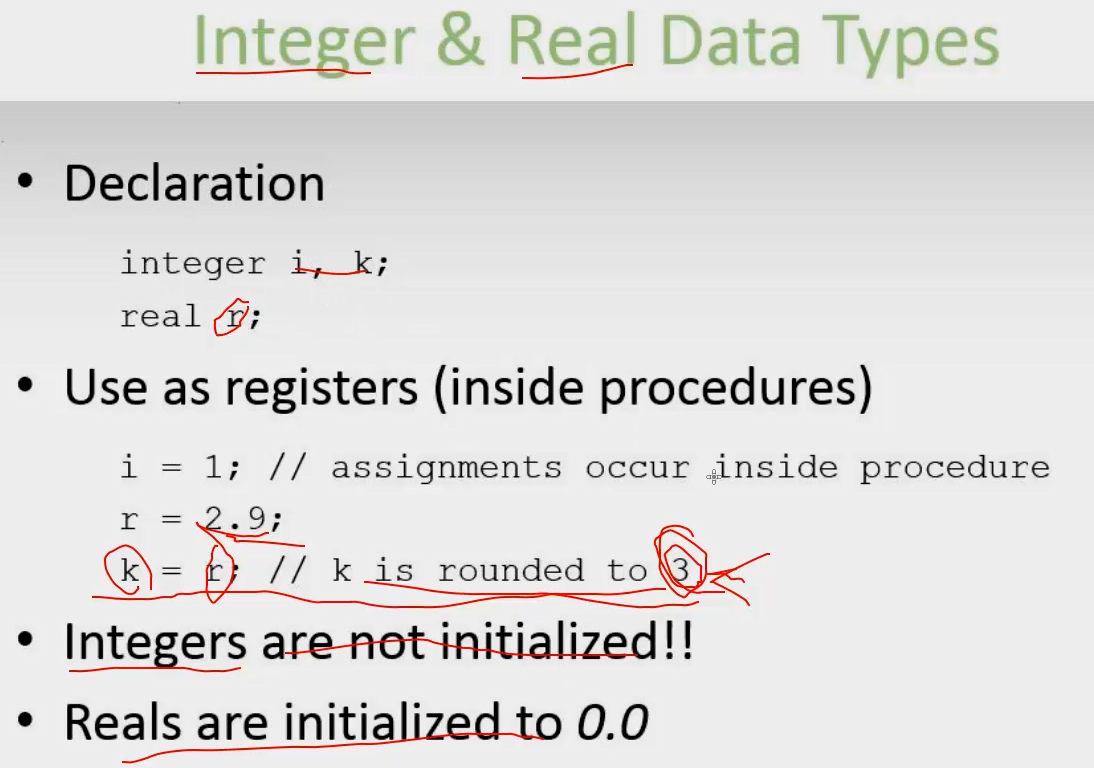 Integer & Real Data Types
• Declaration
integer i, k;
real r;
• Use as registers (inside procedures)
i = 1; // assignments occur inside procedure
r = 2.9;
k = r; // k is rounded to 3
• Integers are not initialized!!
• Reals are initialized to 0.0